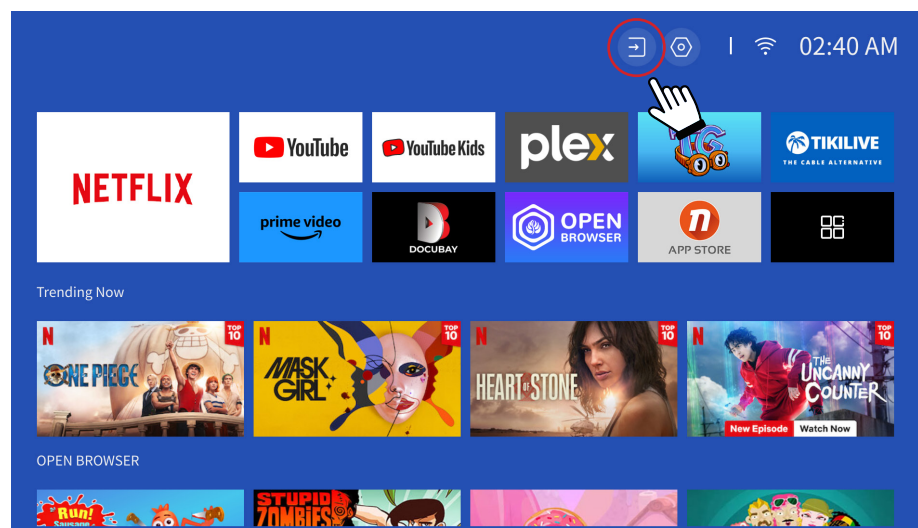 02:40 AM
NETFLIX
YouTube
YouTube Kids
plex
TIKILIVE
THE CABLE ALTERNATIVE
prime video
DOCUBAY
OPEN
BROWSER
APP STORE
Trending Now
N
TOP
10
ONE PIECE
N
TOP
10
MASK
GIRL
N
TOP
10
HEART OF STONE
N
TOP
10
THE
UNCANNY
COUNTER
New Episode
Watch Now
OPEN BROWSER
Run!
Sausage
STUPID
ZOMBIES